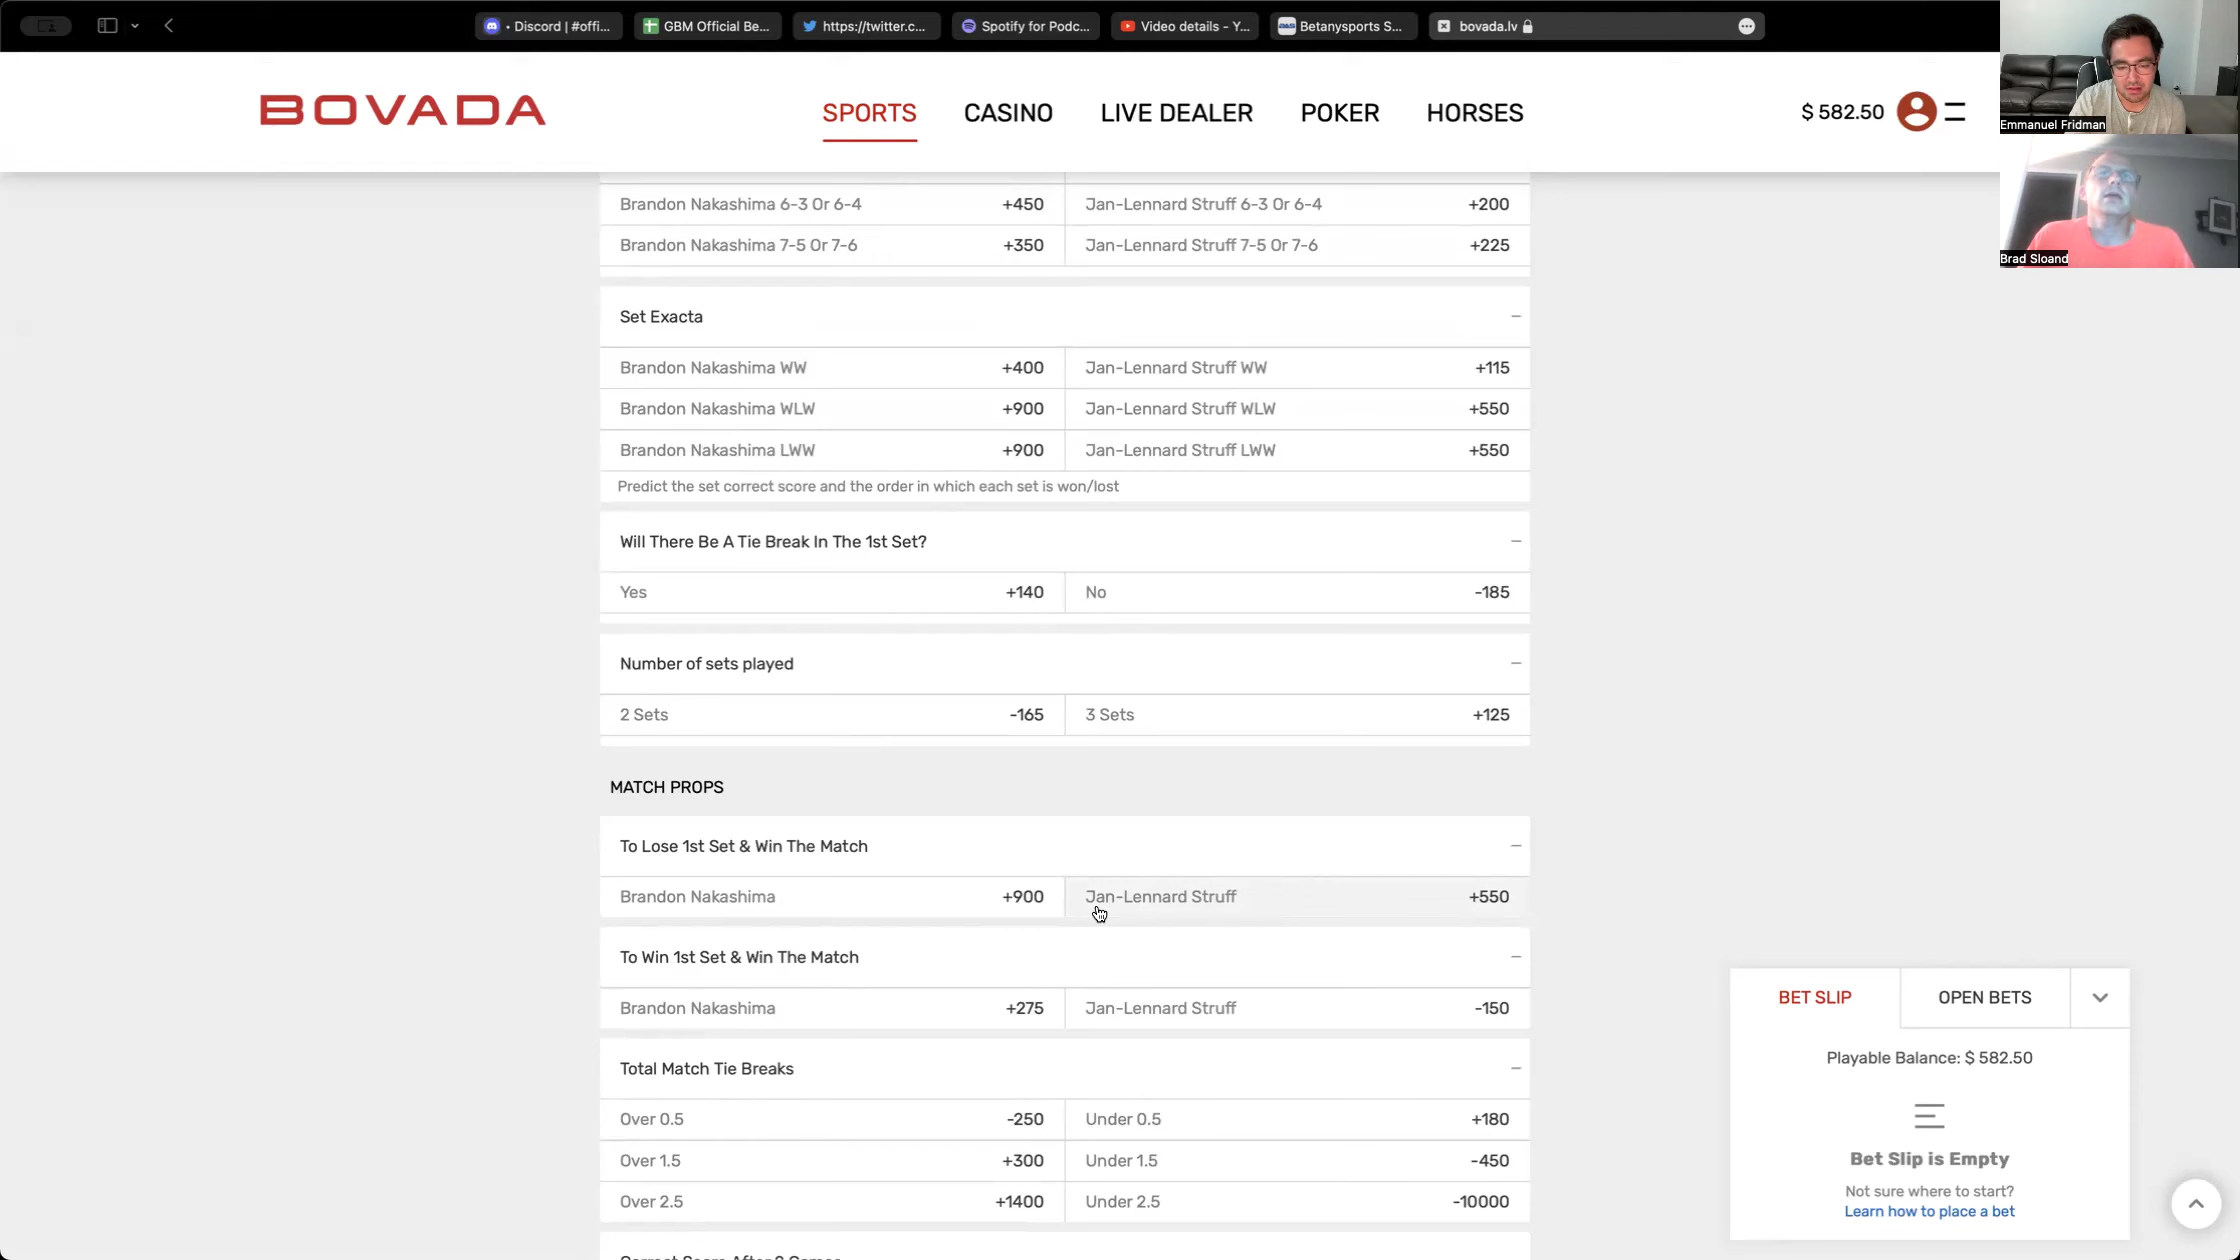 • Discord | #offi...
GBM Official Be...
https://twitter.c...
Spotify for Podc...
Video details - Y...
Betanysports S...
bovada.lv
BOVADA
SPORTS
CASINO
LIVE DEALER
POKER
HORSES
$ 582.50
Emmanuel Fridman
Brad Sloand
Brandon Nakashima 6-3 Or 6-4 +450 Jan-Lennard Struff 6-3 Or 6-4 +200
Brandon Nakashima 7-5 Or 7-6 +350 Jan-Lennard Struff 7-5 Or 7-6 +225
Set Exacta
Brandon Nakashima WW +400 Jan-Lennard Struff WW +115
Brandon Nakashima WLW +900 Jan-Lennard Struff WLW +550
Brandon Nakashima LWW +900 Jan-Lennard Struff LWW +550
Predict the set correct score and the order in which each set is won/lost
Will There Be A Tie Break In The 1st Set?
Yes +140 No -185
Number of sets played
2 Sets -165 3 Sets +125
MATCH PROPS
To Lose 1st Set & Win The Match
Brandon Nakashima +900 Jan-Lennard Struff +550
To Win 1st Set & Win The Match
Brandon Nakashima +275 Jan-Lennard Struff -150
Total Match Tie Breaks
Over 0.5 -250 Under 0.5 +180
Over 1.5 +300 Under 1.5 -450
Over 2.5 +1400 Under 2.5 -10000
BET SLIP
OPEN BETS
Playable Balance: $ 582.50
Bet Slip is Empty
Not sure where to start?
Learn how to place a bet